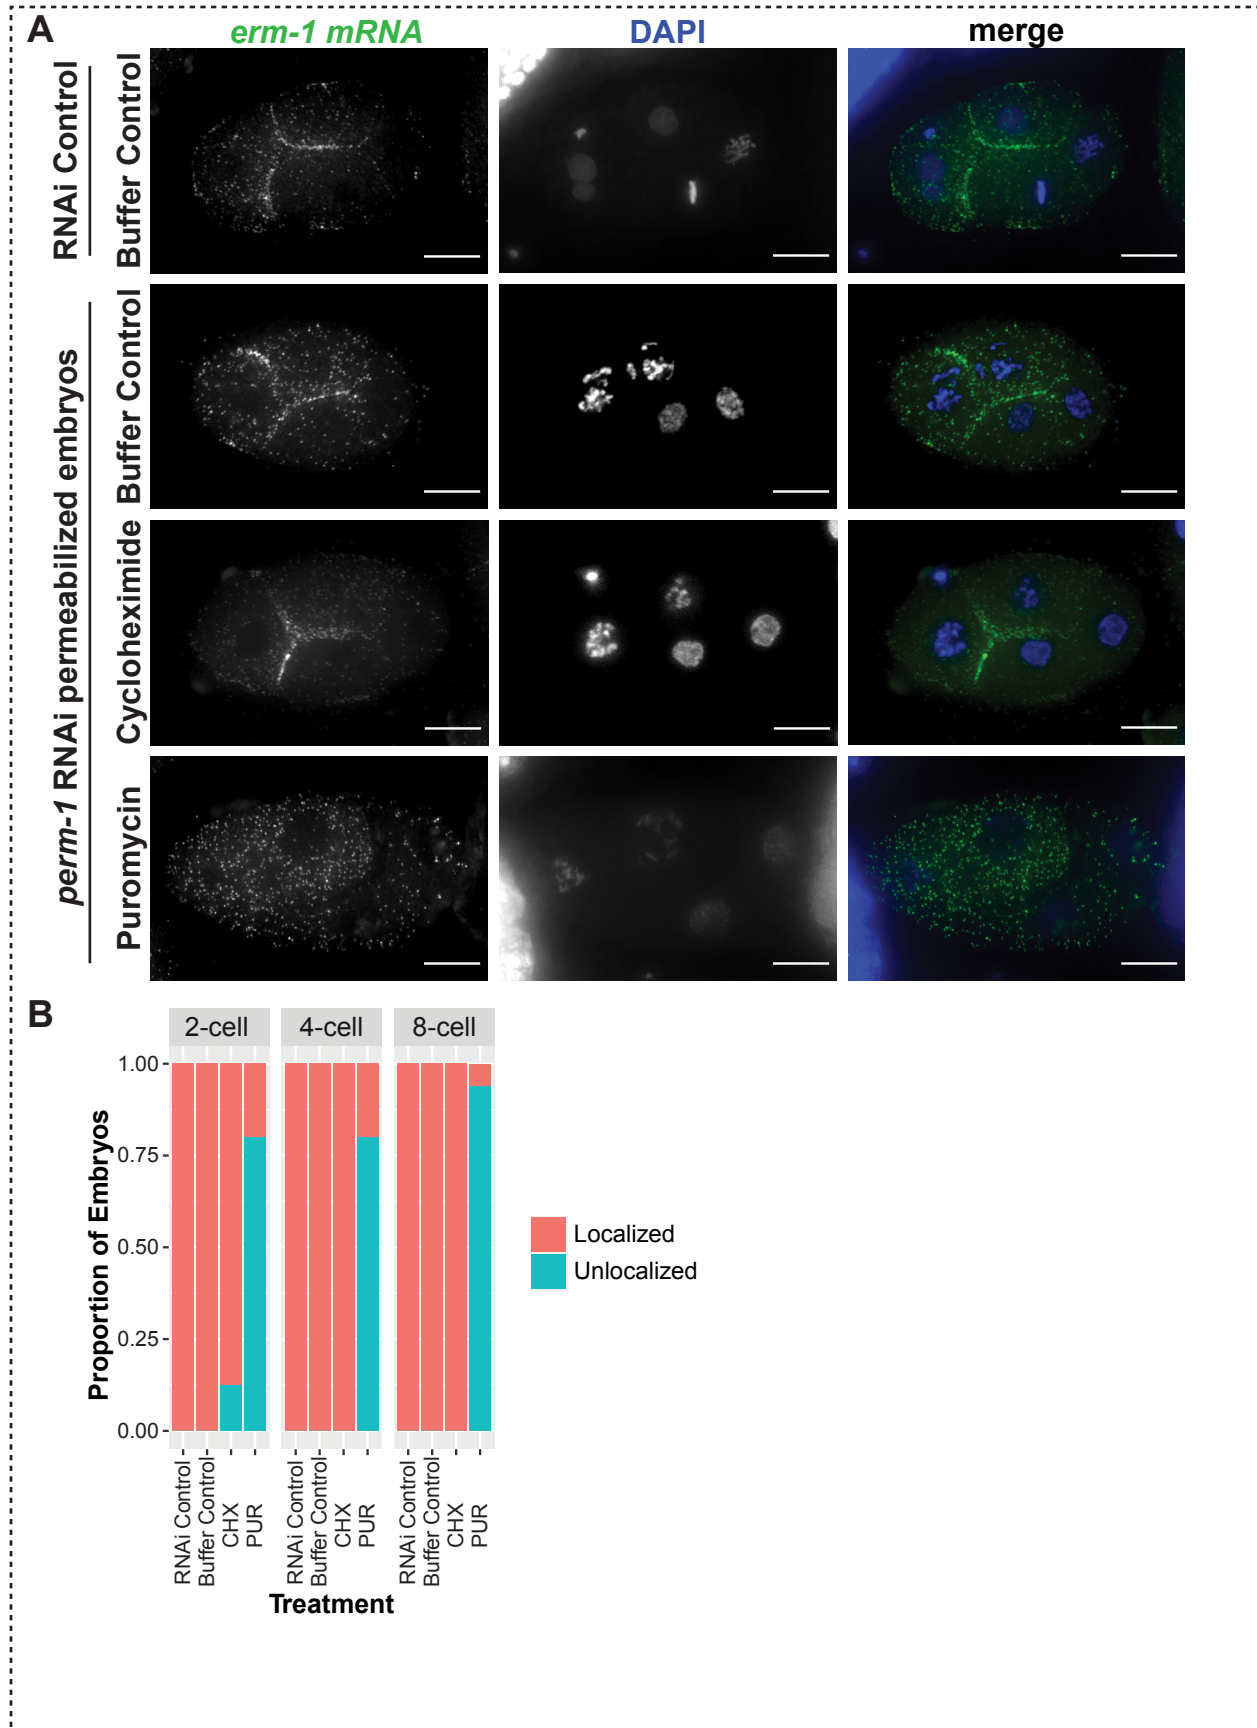 A
erm-1 mRNA
DAPI
merge
RNAi Control
Buffer Control
perm-1 RNAi permeabilized embryos
Buffer Control
Cycloheximide
Puromycin
B
2-cell
4-cell
8-cell
Proportion of Embryos
1.00
0.75
0.50
0.25
0.00
Localized
Unlocalized
RNAi Control
Buffer Control
CHX
PUR
RNAi Control
Buffer Control
CHX
PUR
RNAi Control
Buffer Control
CHX
PUR
Treatment